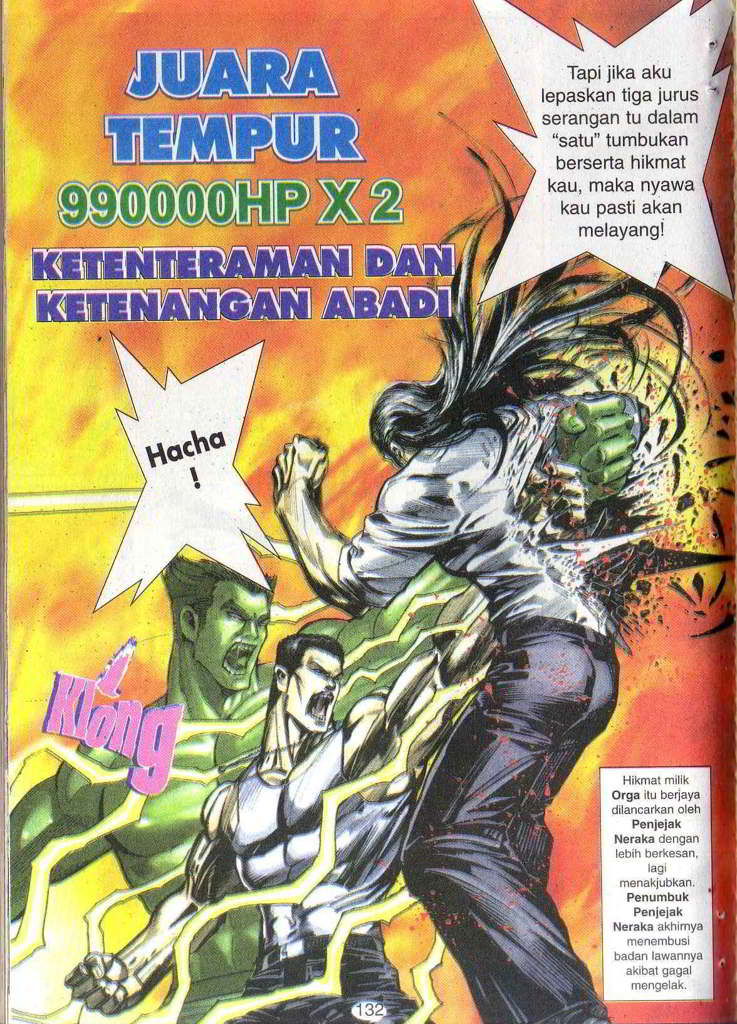 JUARA
TEMPUR
990000HP X 2
KETENTERAMAN DAN
KETENANGAN ABADI
Tapi jika aku
lepaskan tiga jurus
serangan tu dalam
"satu" tumbukan
berserta hikmat
kau, maka nyawa
kau pasti akan
melayang!
Hacha
!
Klong
Hikmat milik
Orga itu berjaya
dilancarkan oleh
Penjejak
Neraka dengan
lebih berkesan,
lagi
menakjubkan.
Penumbuk
Penjejak
Neraka akhirnya
menembusi
badan lawannya
akibat gagal
mengelak.
132